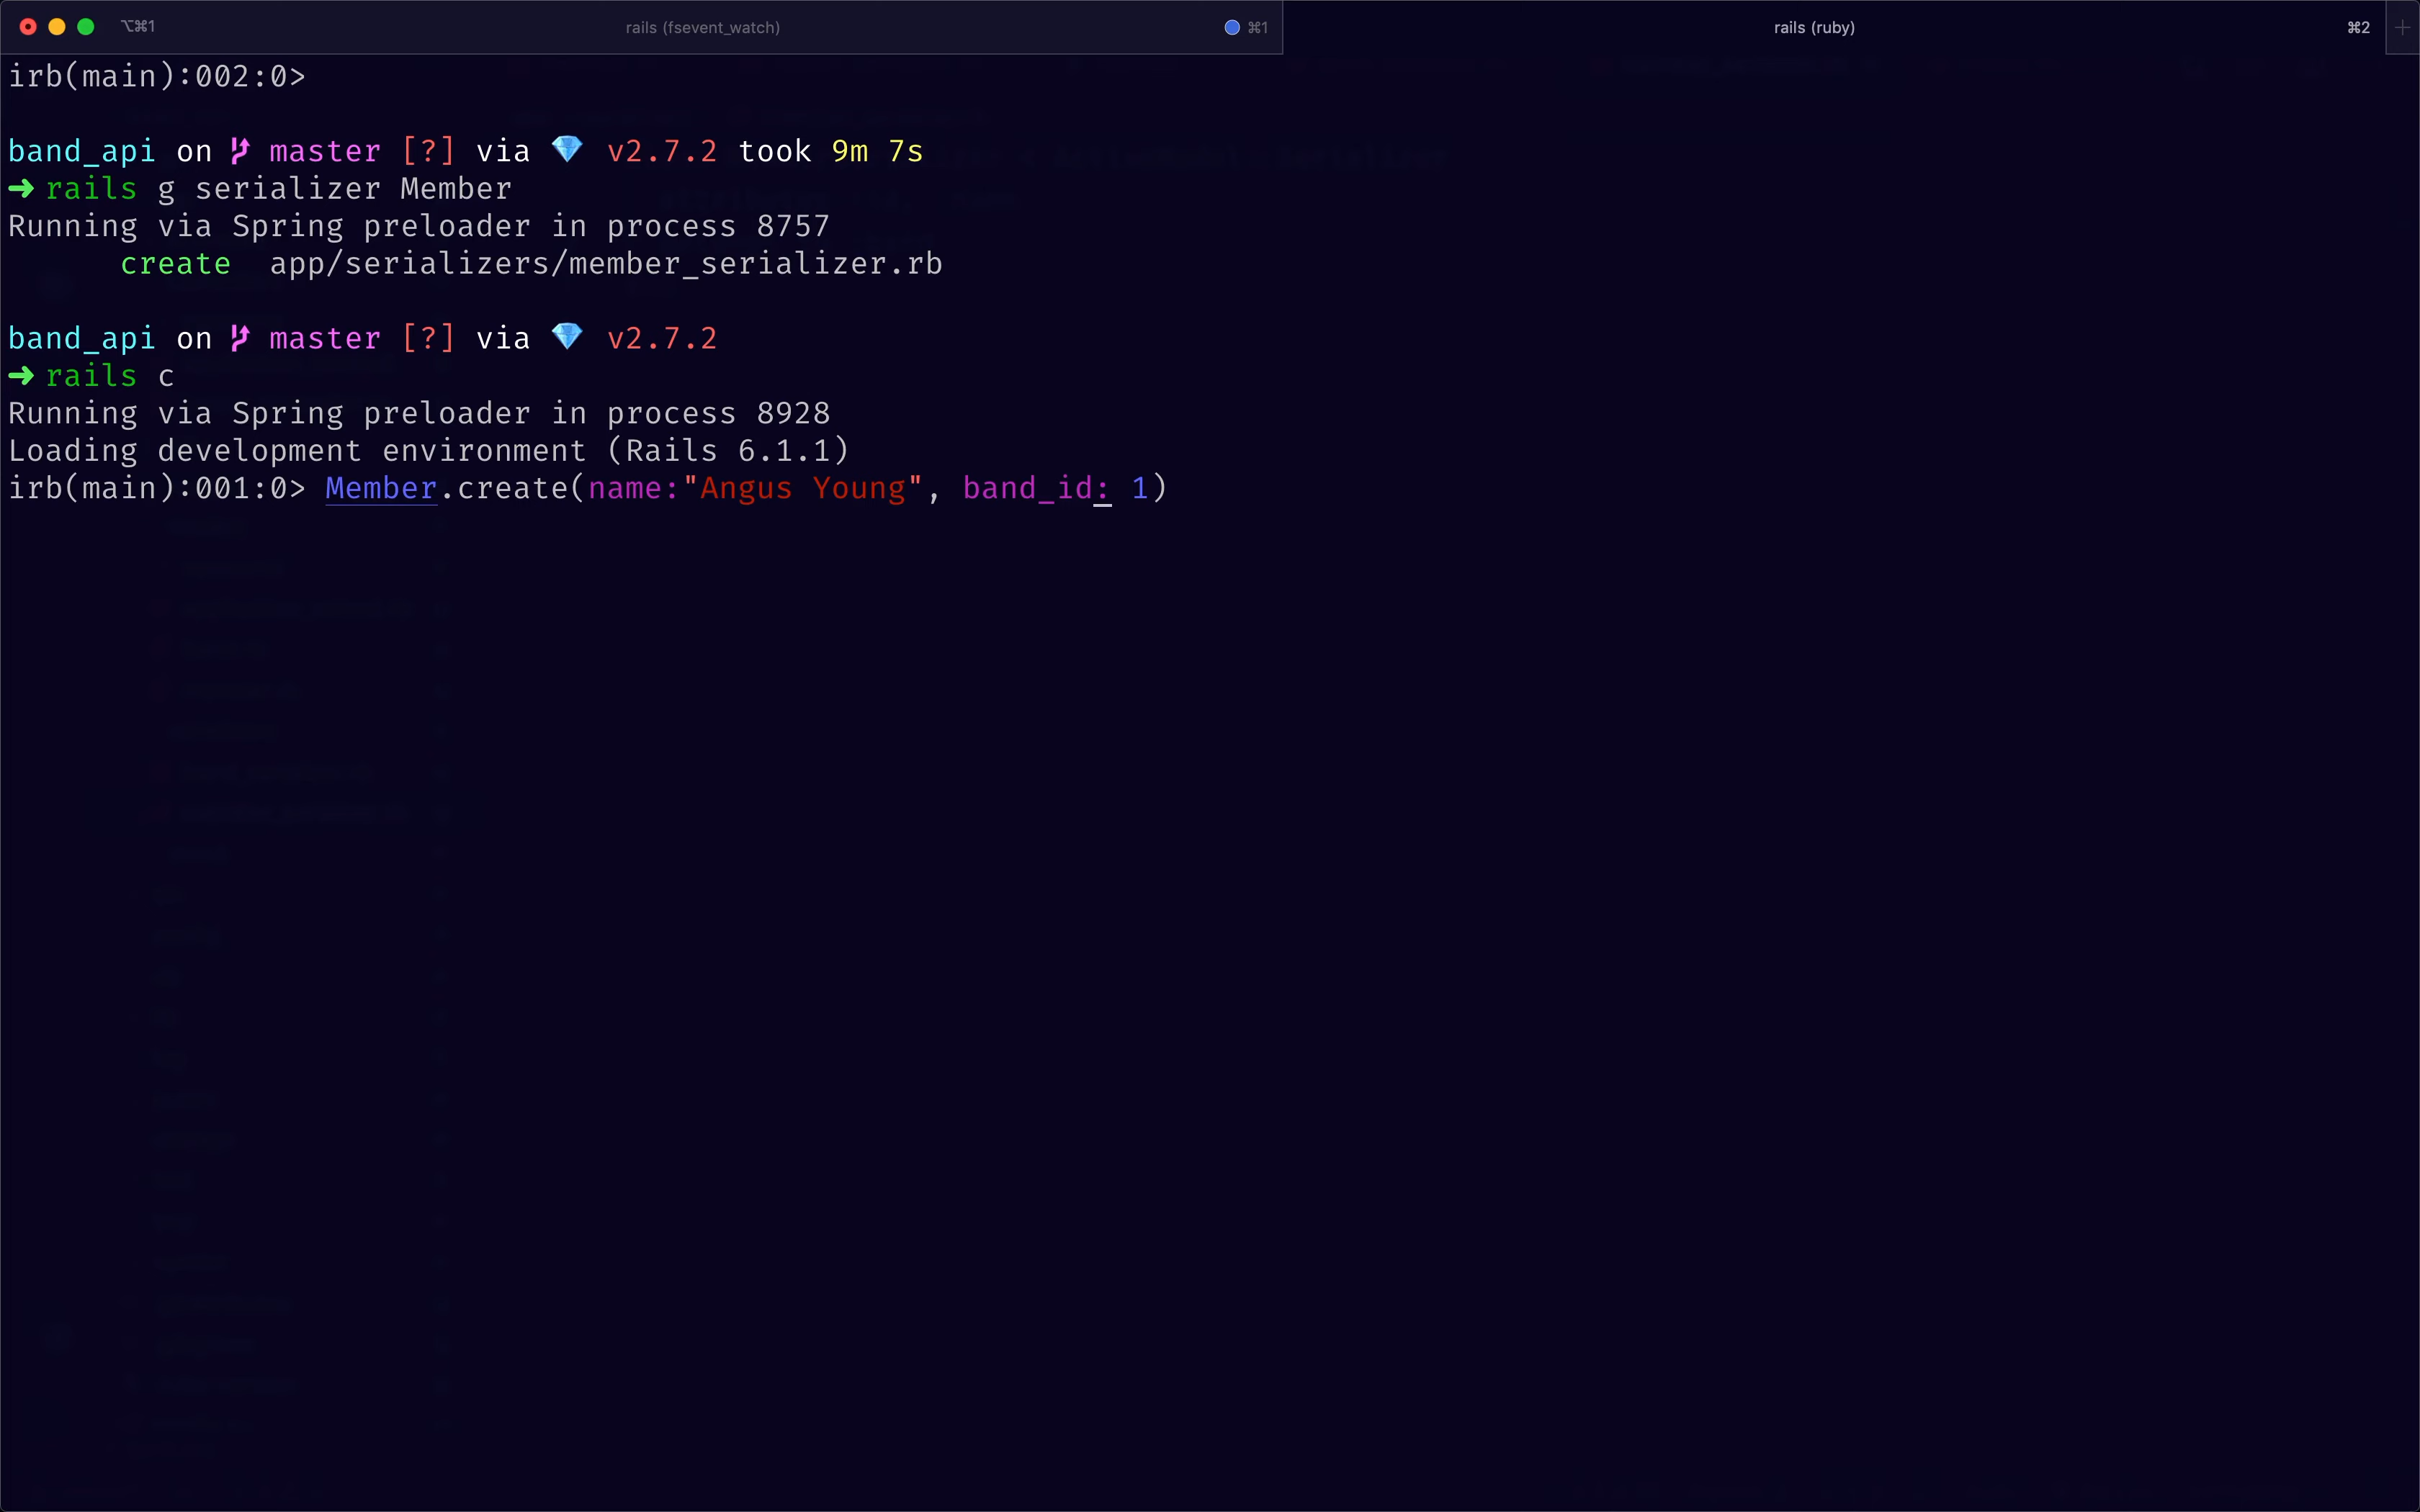 ⌥⌘1 rails (fsevent_watch) ⌘1 rails (ruby) ⌘2 +
irb(main):002:0>
band_api on master [?] via 💎 v2.7.2 took 9m 7s
➜ rails g serializer Member
Running via Spring preloader in process 8757
create app/serializers/member_serializer.rb
band_api on master [?] via 💎 v2.7.2
➜ rails c
Running via Spring preloader in process 8928
Loading development environment (Rails 6.1.1)
irb(main):001:0> Member.create(name:"Angus Young", band_id: 1)